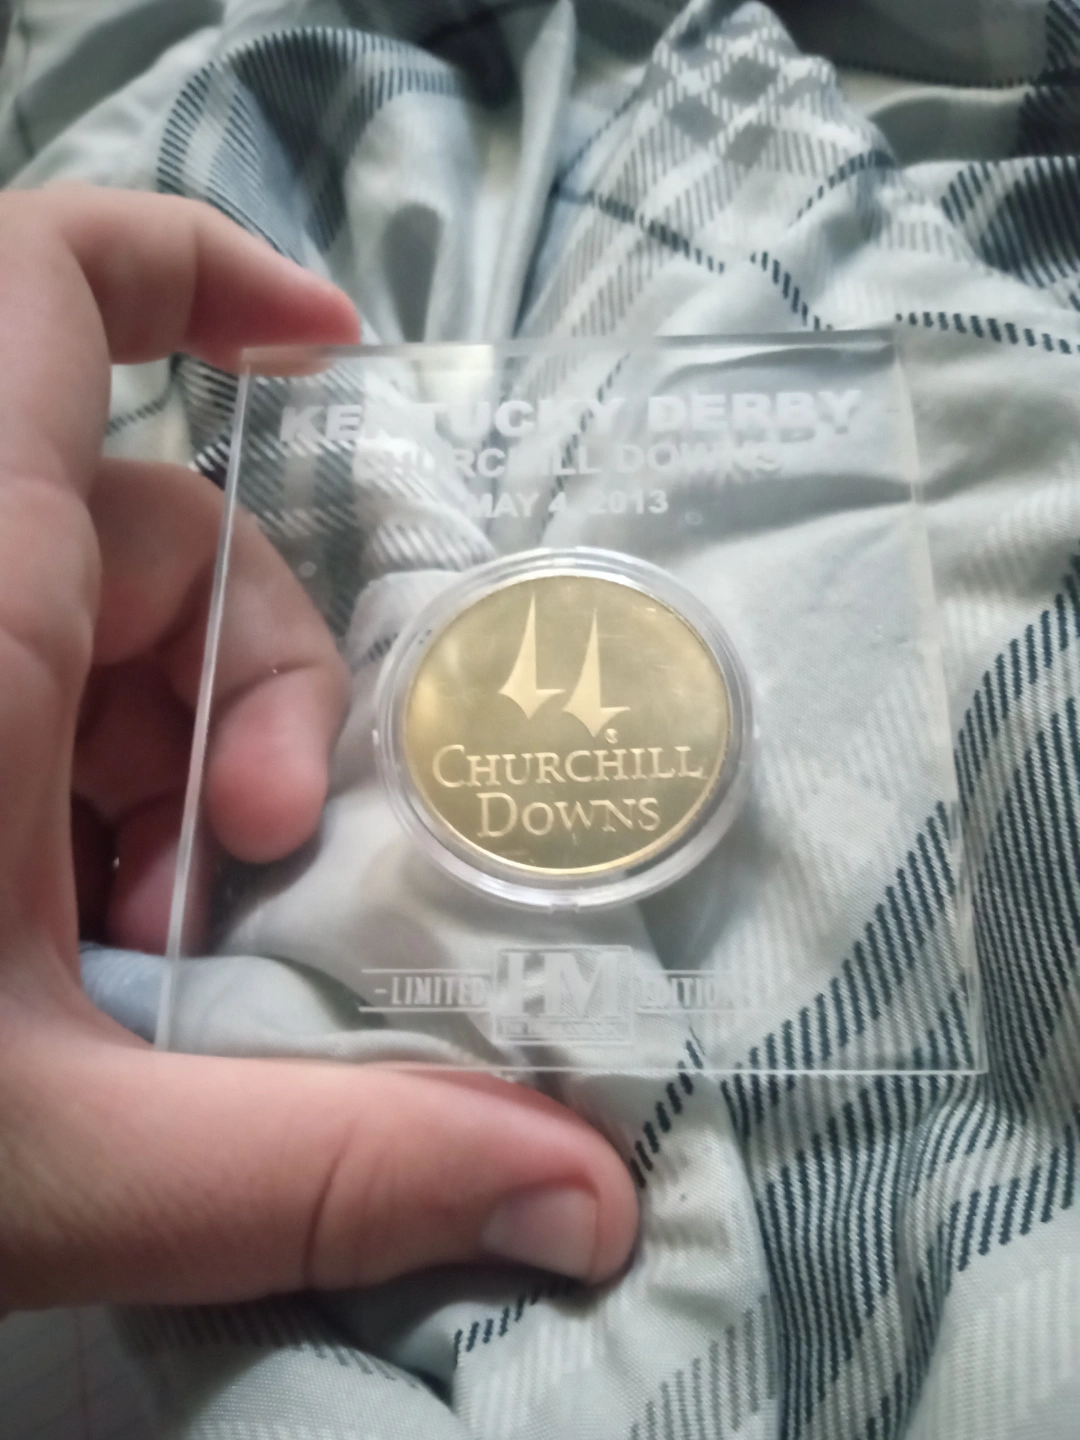 KENTUCKY DERBY
CHURCHILL DOWNS
MAY 4, 2013
CHURCHILL
DOWNS
-LIMITED HM EDITION-